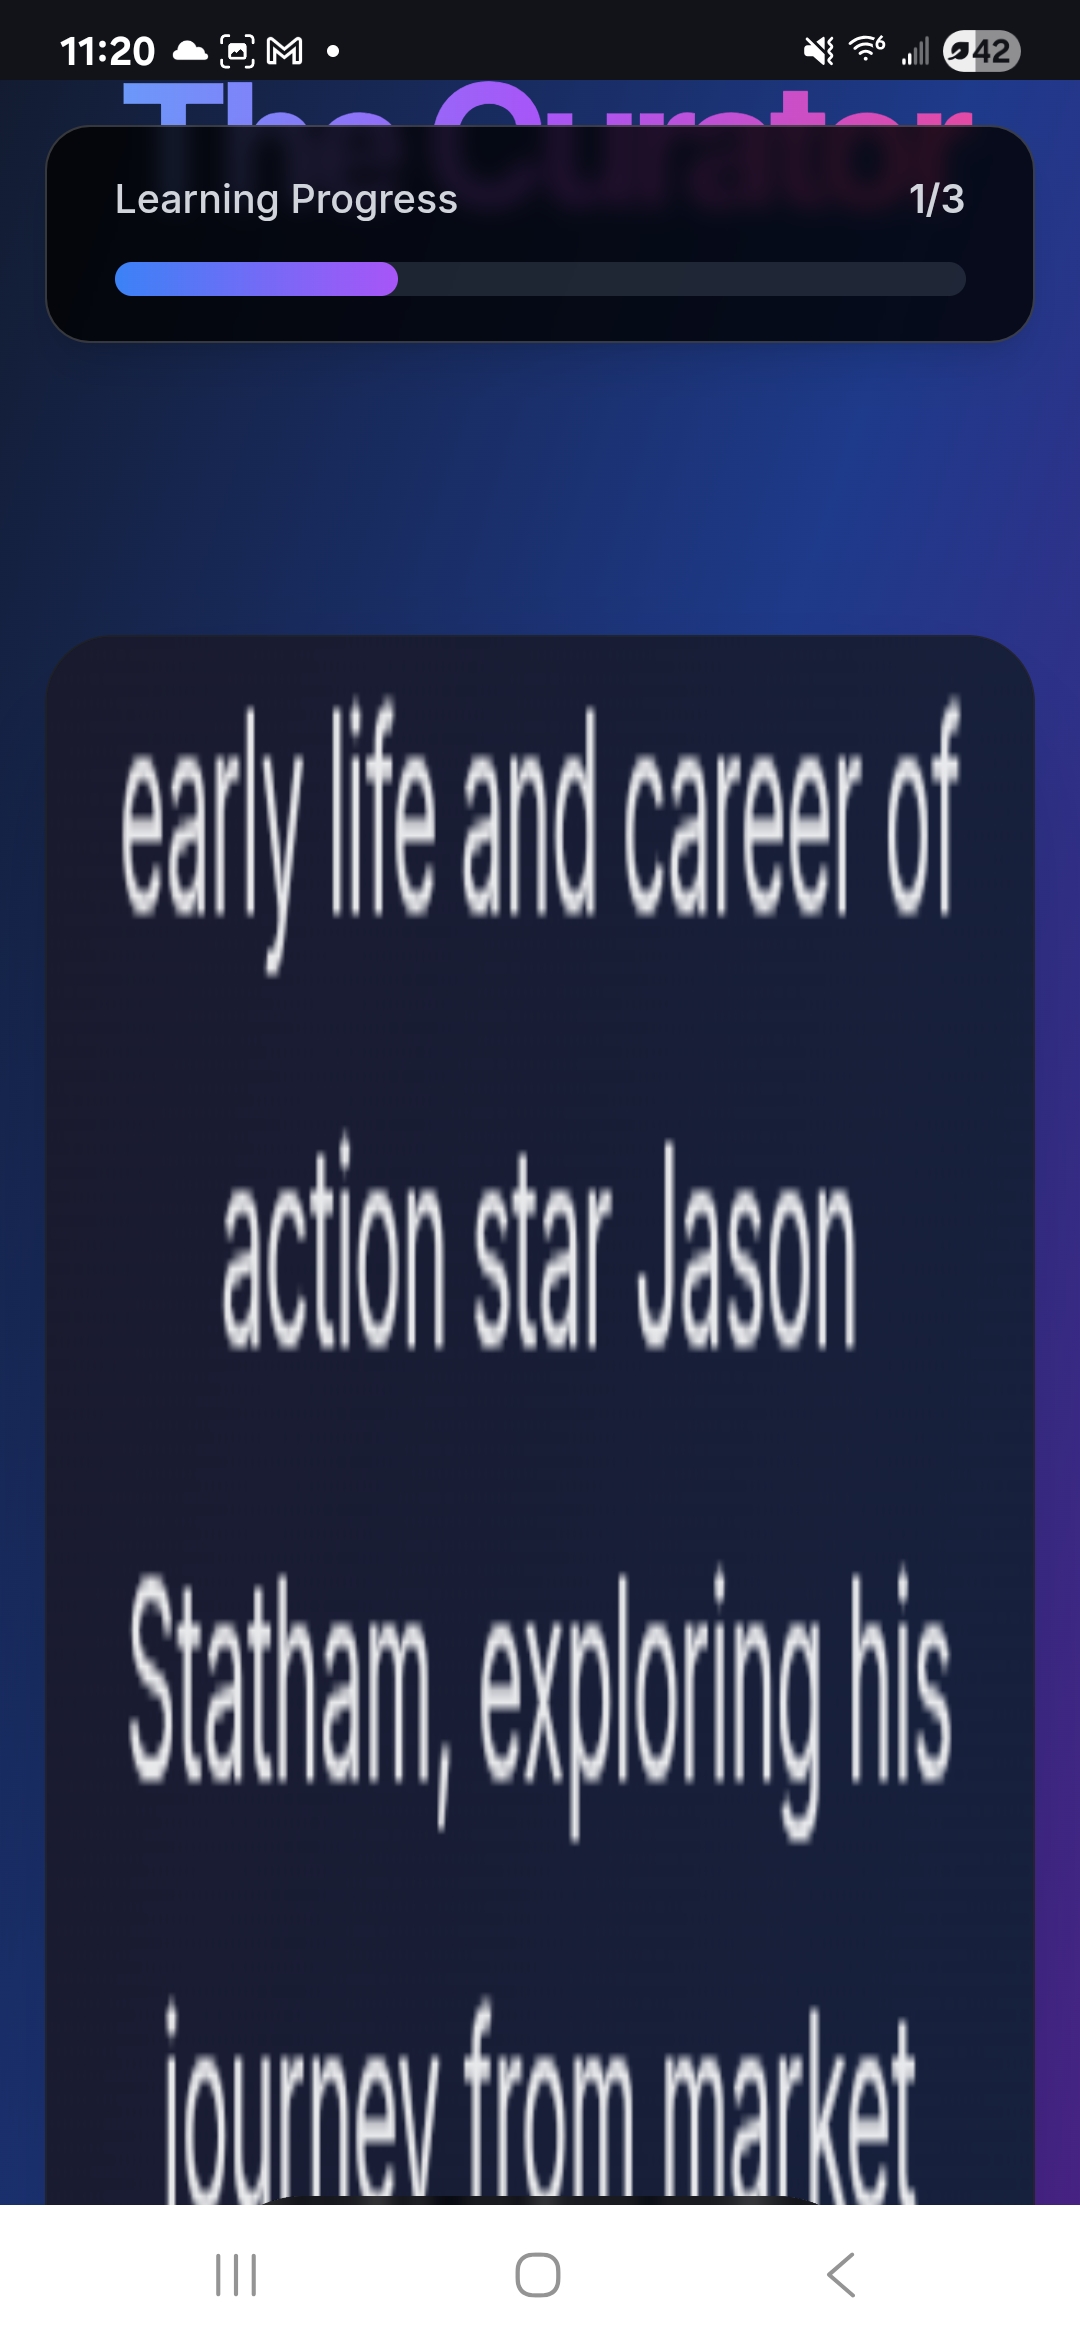 11:20
6
42
The Curator
Learning Progress 1/3
early life and career of
action star Jason
Statham, exploring his
journey from market